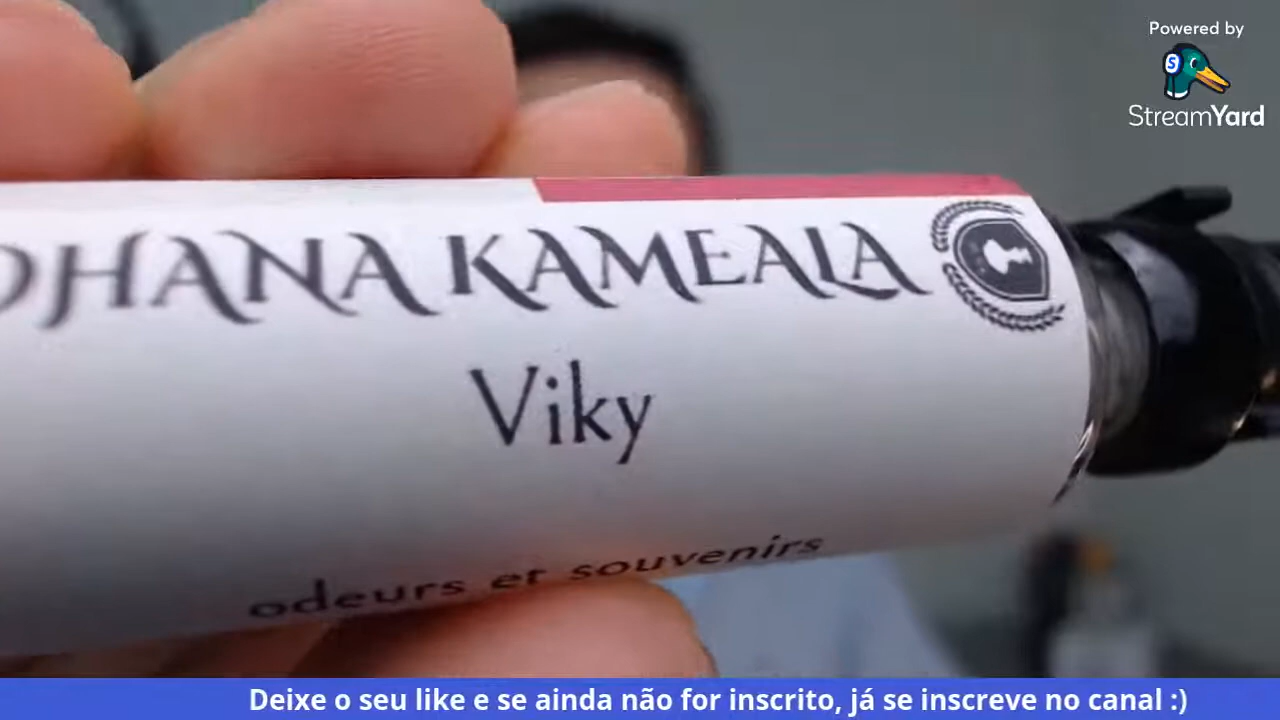 Powered by
S
StreamYard
DHANA KAMEALA
Viky
odeurs et souvenirs
Deixe o seu like e se ainda não for inscrito, já se inscreve no canal :)